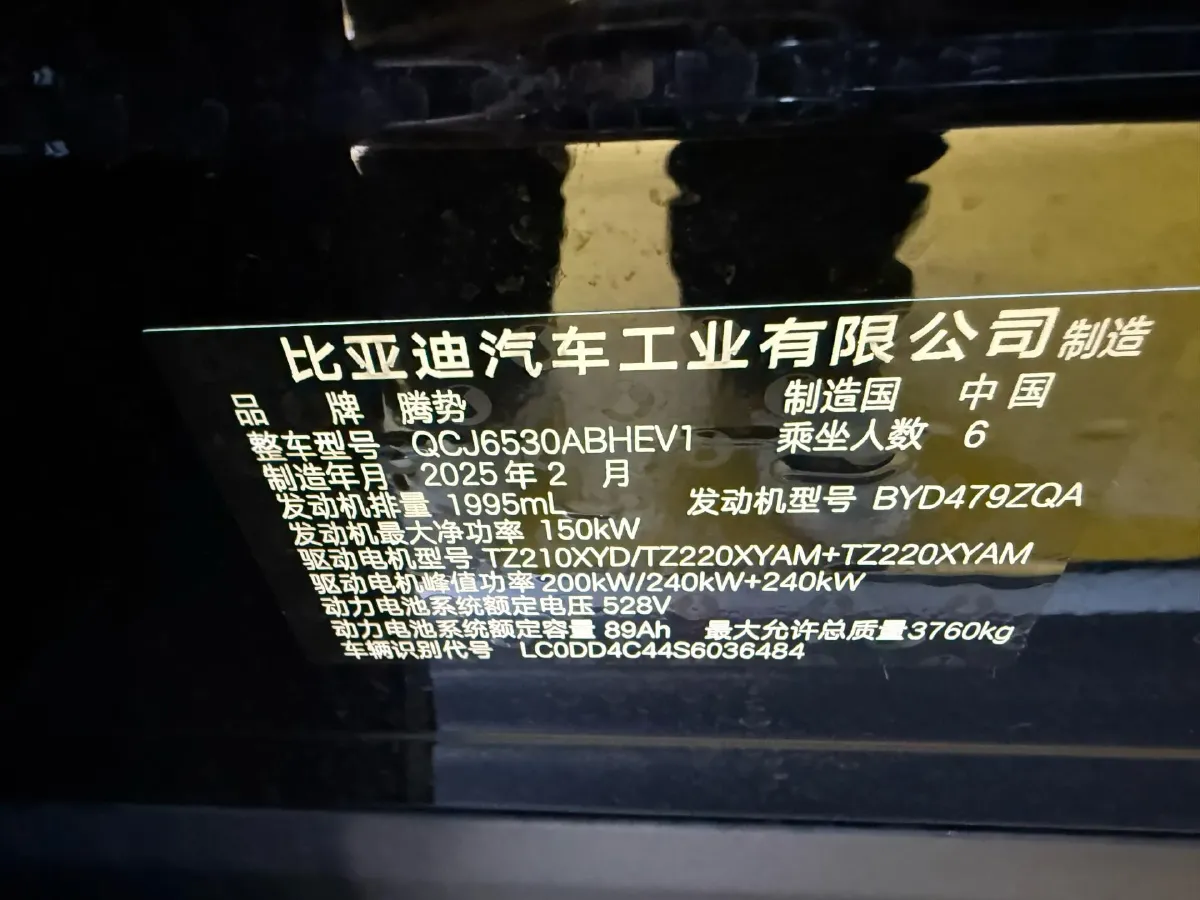 比亚迪汽车工业有限公司制造
品 牌 腾势 制造国 中国
整车型号 QCJ6530ABHEV1 乘坐人数 6
制造年月 2025年2 月
发动机排量 1995mL 发动机型号 BYD479ZQA
发动机最大净功率 150kW
驱动电机型号 TZ210XYD/TZ220XYAM+TZ220XYAM
驱动电机峰值功率 200kW/240kW+240kW
动力电池系统额定电压 528V
动力电池系统额定容量 89Ah 最大允许总质量3760kg
车辆识别代号 LC0DD4C44S6036484